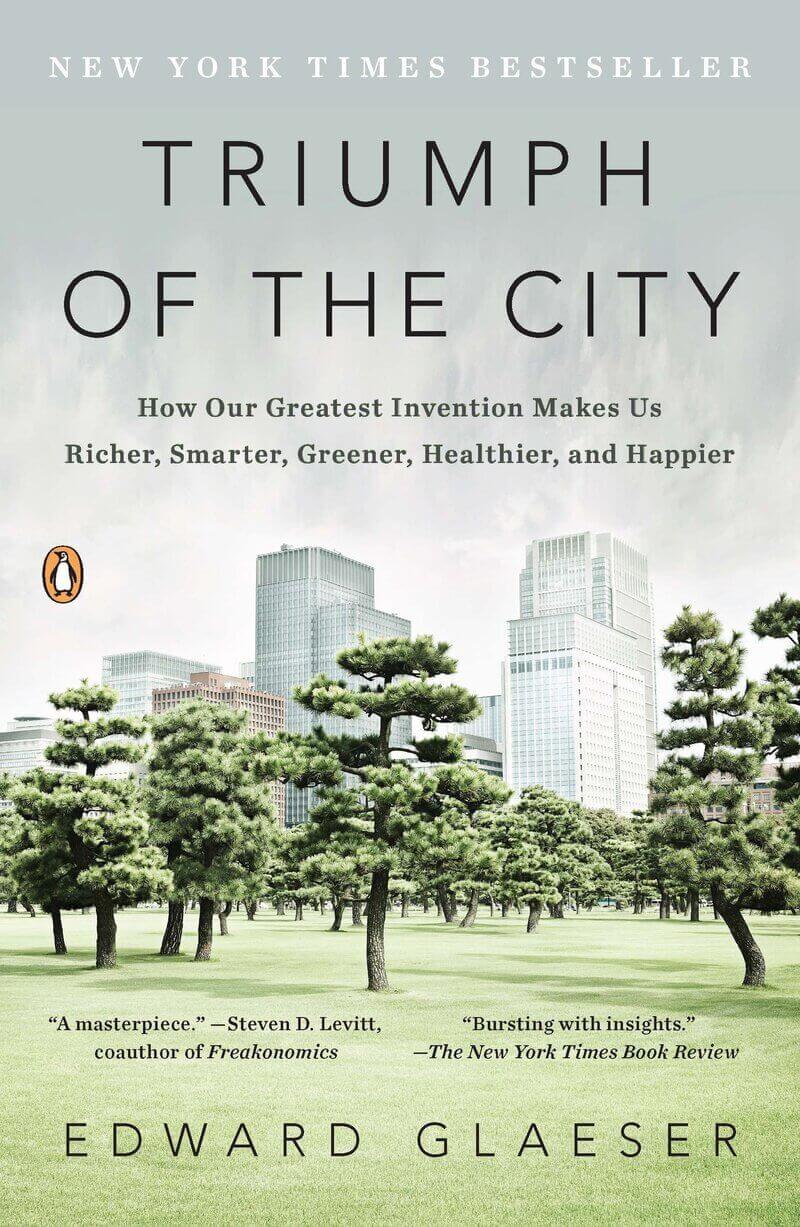 NEW YORK TIMES BESTSELLER
TRIUMPH
OF THE CITY
How Our Greatest Invention Makes Us
Richer, Smarter, Greener, Healthier, and Happier
“A masterpiece.” —Steven D. Levitt,
coauthor of Freakonomics
“Bursting with insights.”
—The New York Times Book Review
EDWARD GLAESER